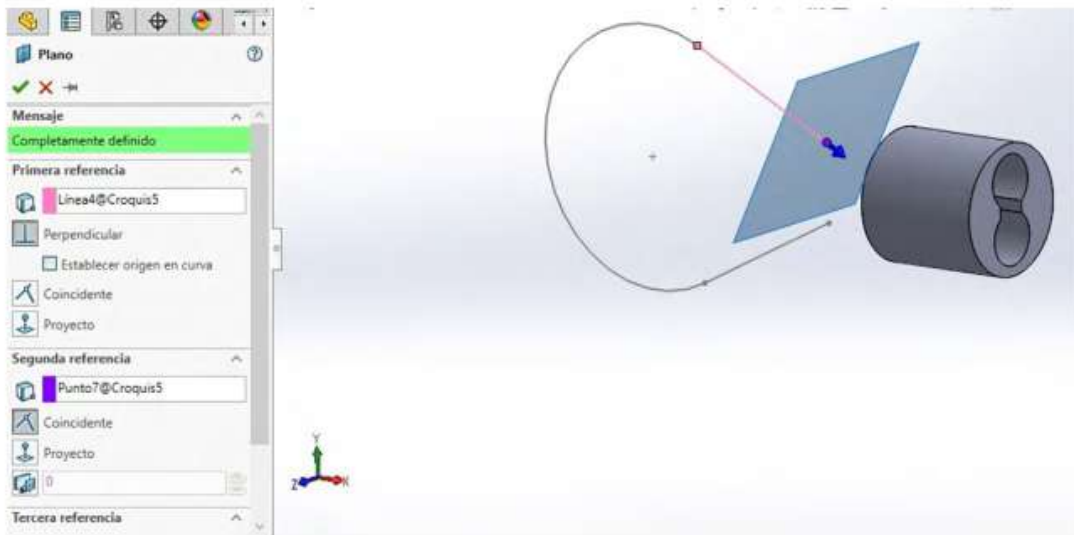 Plano
Mensaje
Completamente definido
Primera referencia
Línea4@Croquis5
Perpendicular
Establecer origen en curva
Coincidente
Proyecto
Segunda referencia
Punto7@Croquis5
Coincidente
Proyecto
0
Tercera referencia
Y
Z
X